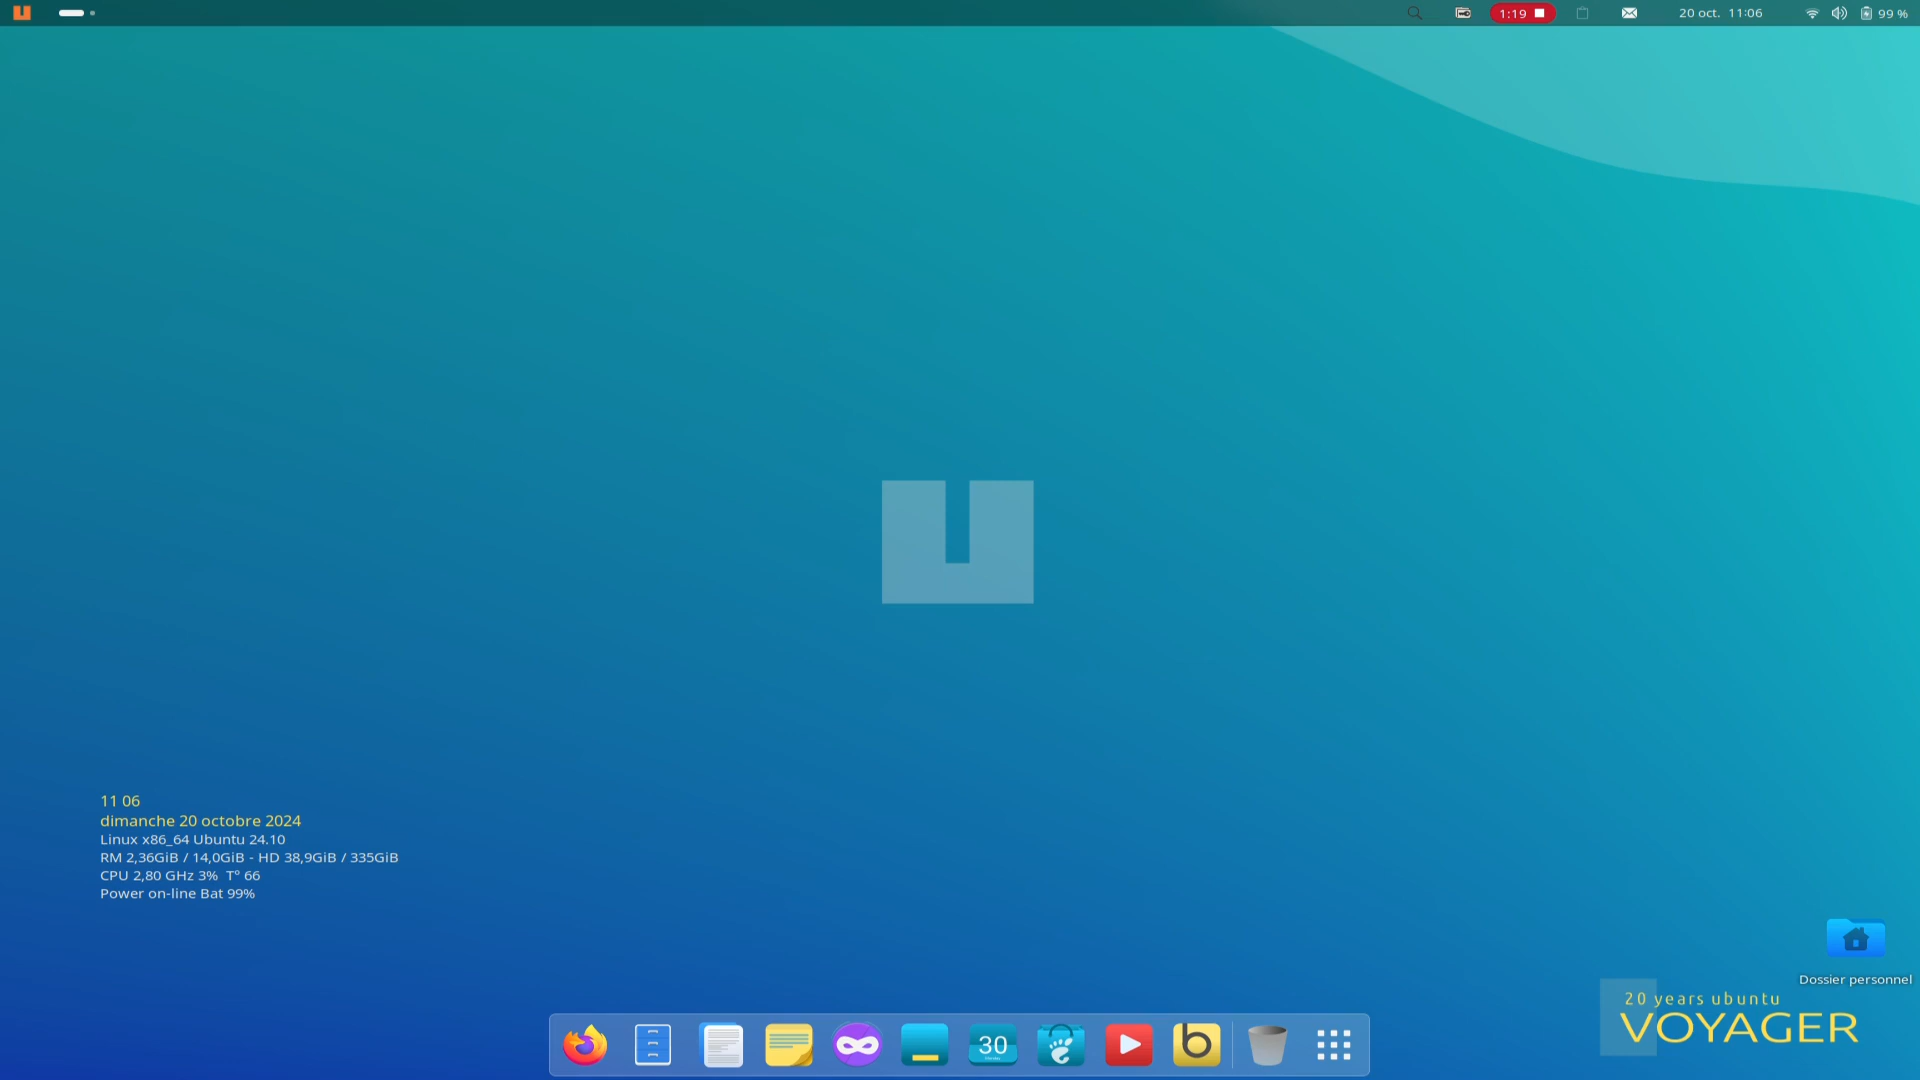 1:19
20 oct. 11:06
99 %
11 06
dimanche 20 octobre 2024
Linux x86_64 Ubuntu 24.10
RM 2,36GiB / 14,0GiB - HD 38,9GiB / 335GiB
CPU 2,80 GHz 3% T° 66
Power on-line Bat 99%
Dossier personnel
20 years ubuntu
VOYAGER
30
b